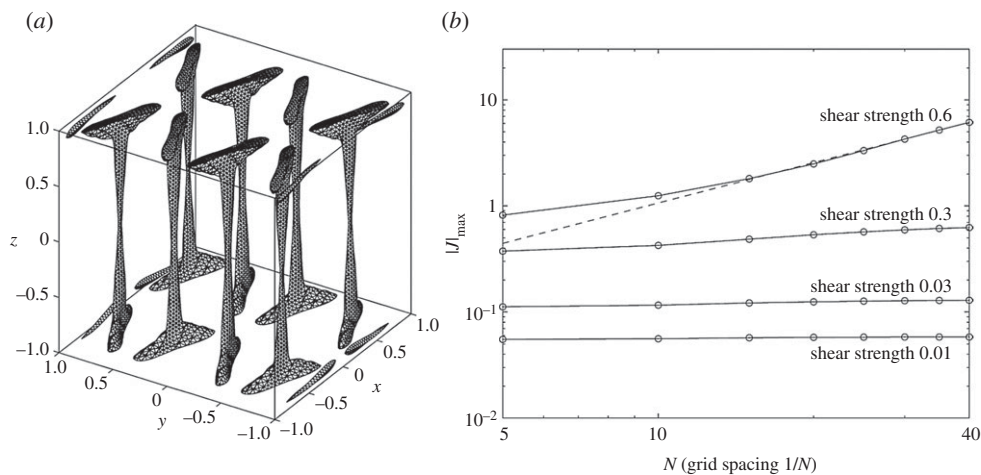 (a)
1.0
0.5
z
0
−0.5
−1.0
1.0
0.5
0
y
−0.5
−1.0
−1.0
−0.5
0
x
0.5
1.0
(b)
10
1
10⁻¹
10⁻²
|J|max
shear strength 0.6
shear strength 0.3
shear strength 0.03
shear strength 0.01
5
10
40
N (grid spacing 1/N)